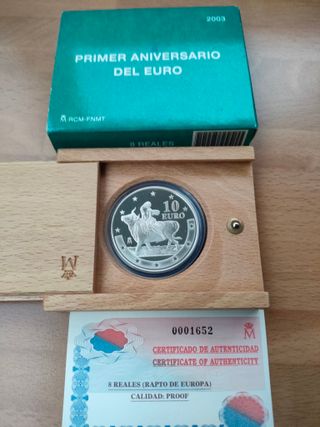 2003
PRIMER ANIVERSARIO
DEL EURO
RCM-FNMT
8 REALES
10
EURO
0001652
CERTIFICADO DE AUTENTICIDAD
CERTIFICATE OF AUTHENTICITY
8 REALES (RAPTO DE EUROPA)
CALIDAD: PROOF